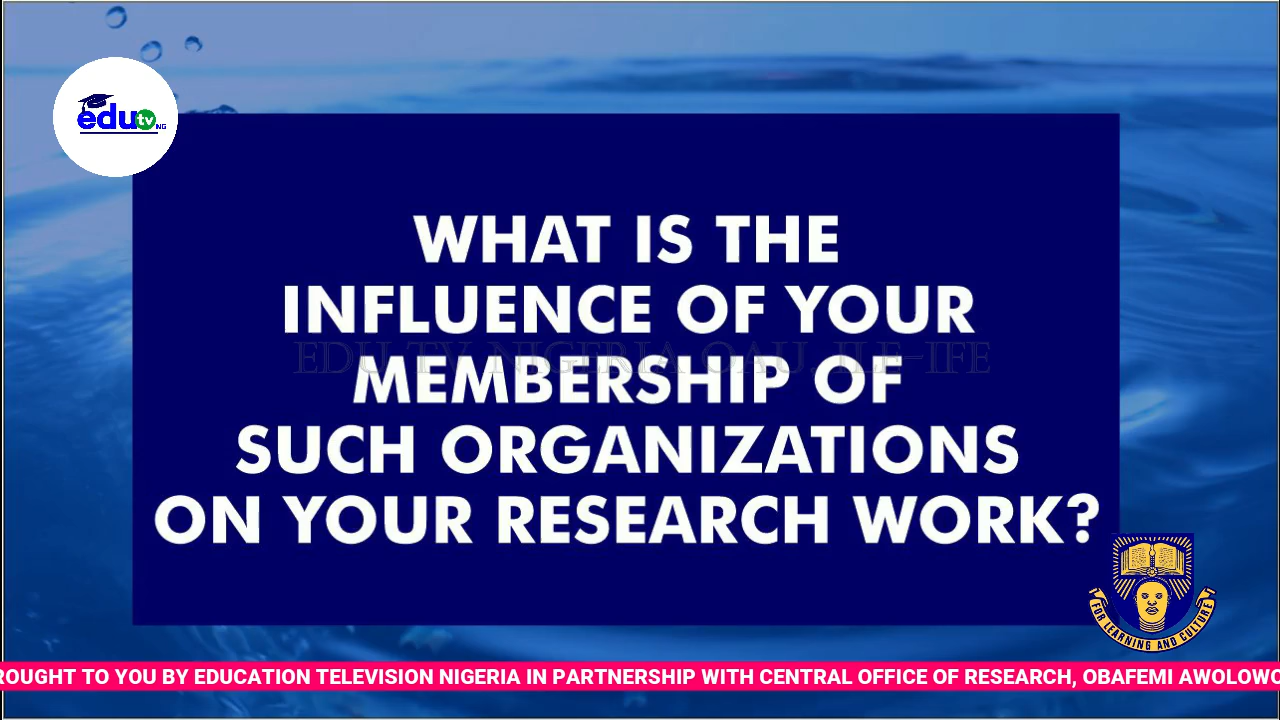 edu tv NG
WHAT IS THE
INFLUENCE OF YOUR
EDU TV NIGERIA OAU, ILE-IFE
MEMBERSHIP OF
SUCH ORGANIZATIONS
ON YOUR RESEARCH WORK?
FOR LEARNING AND CULTURE
ROUGHT TO YOU BY EDUCATION TELEVISION NIGERIA IN PARTNERSHIP WITH CENTRAL OFFICE OF RESEARCH, OBAFEMI AWOLOWO